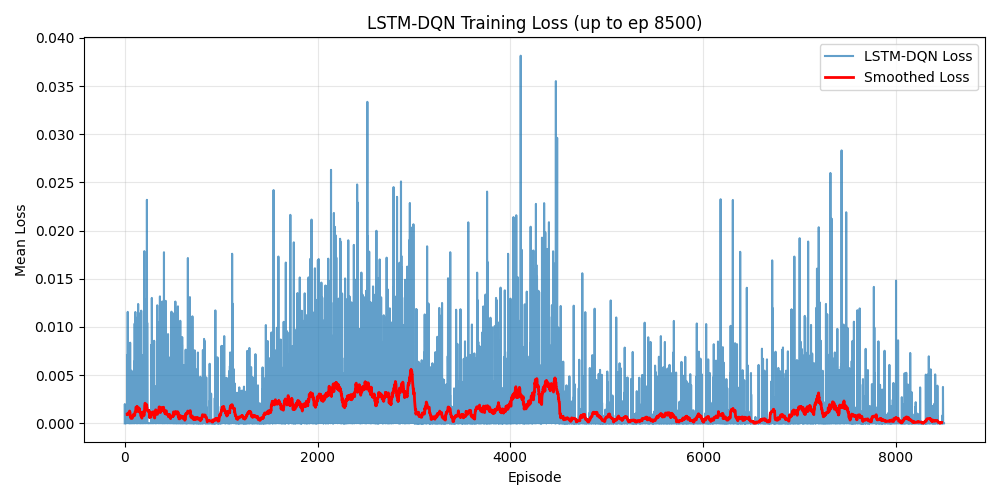 LSTM-DQN Training Loss (up to ep 8500)
0.040
0.035
0.030
0.025
0.020
0.015
0.010
0.005
0.000
Mean Loss
LSTM-DQN Loss
Smoothed Loss
0 2000 4000 6000 8000
Episode